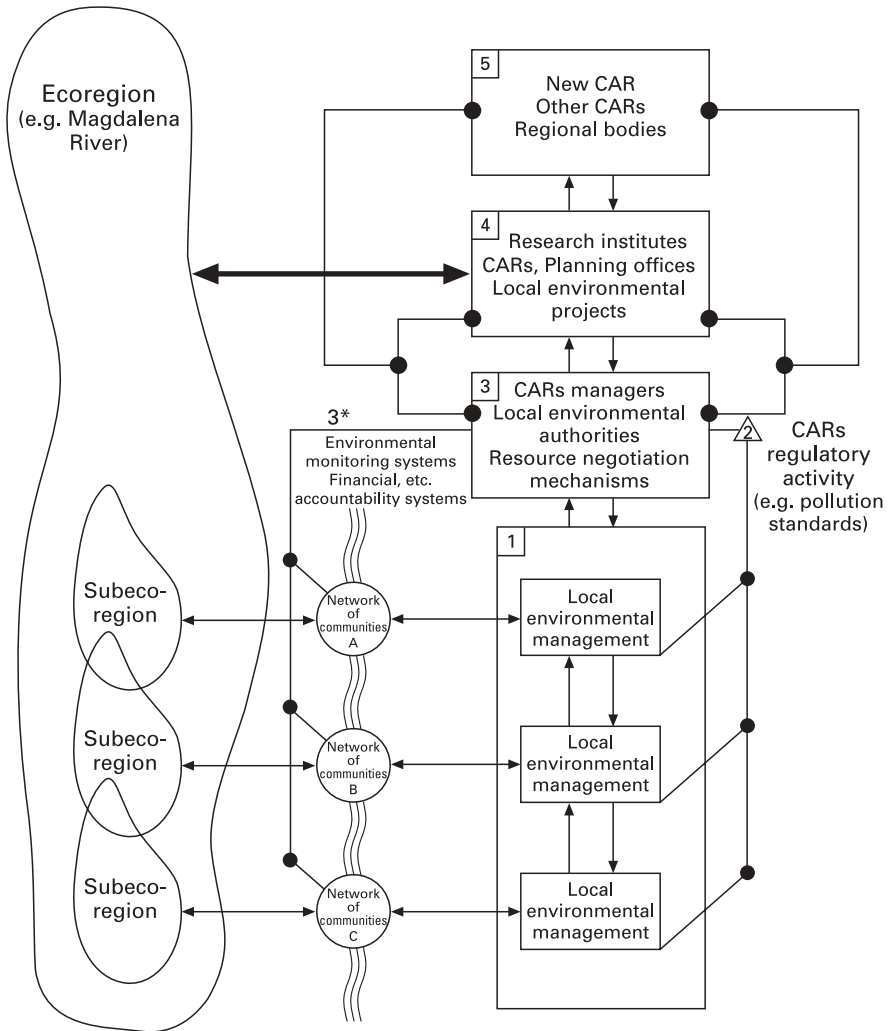 Ecoregion
(e.g. Magdalena
River)
5
New CAR
Other CARs
Regional bodies
4
Research institutes
CARs, Planning offices
Local environmental
projects
3
CARs managers
Local environmental
authorities
Resource negotiation
mechanisms
3*
Environmental
monitoring systems
Financial, etc.
accountability systems
2
CARs
regulatory
activity
(e.g. pollution
standards)
1
Subeco-
region
Network
of
communities
A
Local
environmental
management
Subeco-
region
Network
of
communities
B
Local
environmental
management
Subeco-
region
Network
of
communities
C
Local
environmental
management